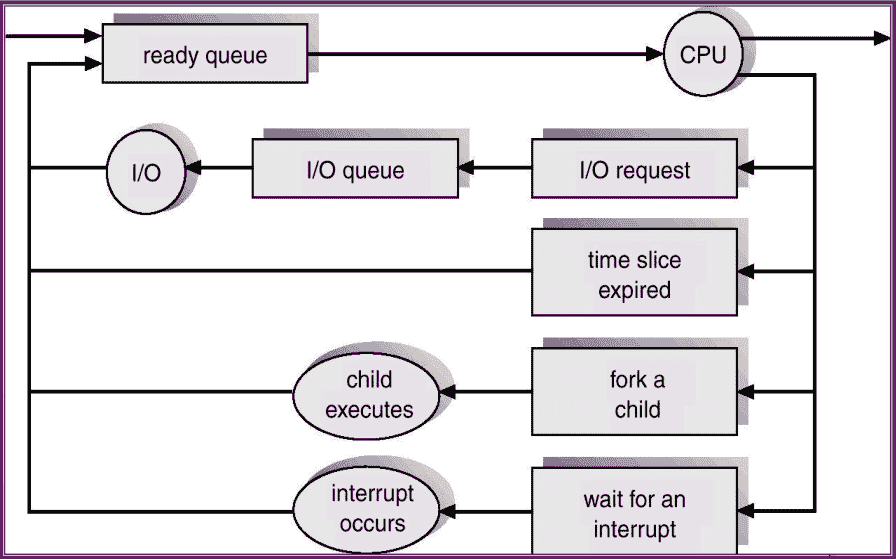 ready queue
CPU
I/O
I/O queue
I/O request
time slice
expired
child
executes
fork a
child
interrupt
occurs
wait for an
interrupt